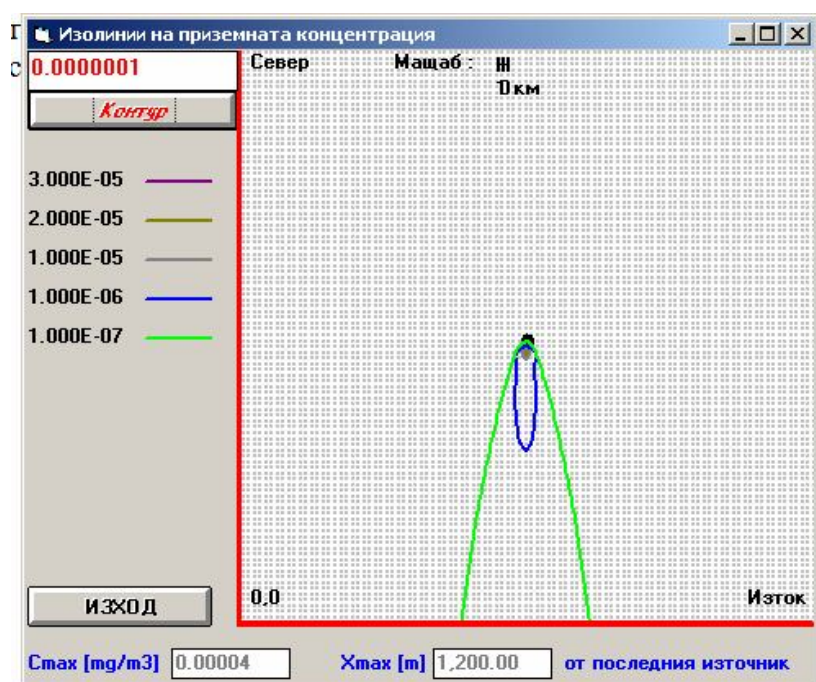 Изолинии на приземната концентрация
0.0000001
Север
Мащаб :
км
Контур
3.000E-05
2.000E-05
1.000E-05
1.000E-06
1.000E-07
0,0
Изток
ИЗХОД
Cmax [mg/m3] 0.00004 Xmax [m] 1,200.00 от последния източник